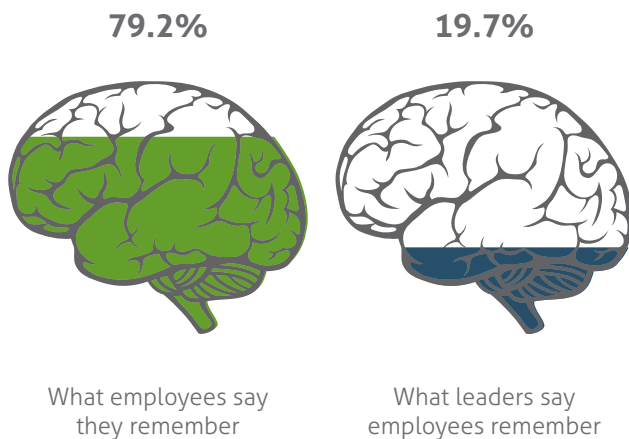 79.2%
19.7%
What employees say
they remember
What leaders say
employees remember